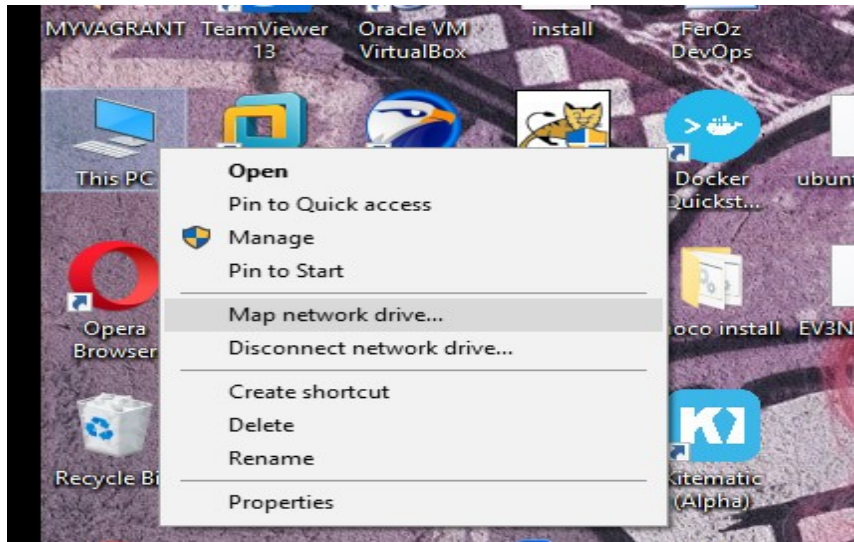 MYVAGRANT TeamViewer Oracle VM install FerOz
13 VirtualBox DevOps
This PC
Docker ubun
Quickst...
Open
Pin to Quick access
Manage
Pin to Start
Map network drive...
Disconnect network drive...
Create shortcut
Delete
Rename
Properties
Opera
Browser
oco install EV3N
Recycle Bi
Kitematic
(Alpha)